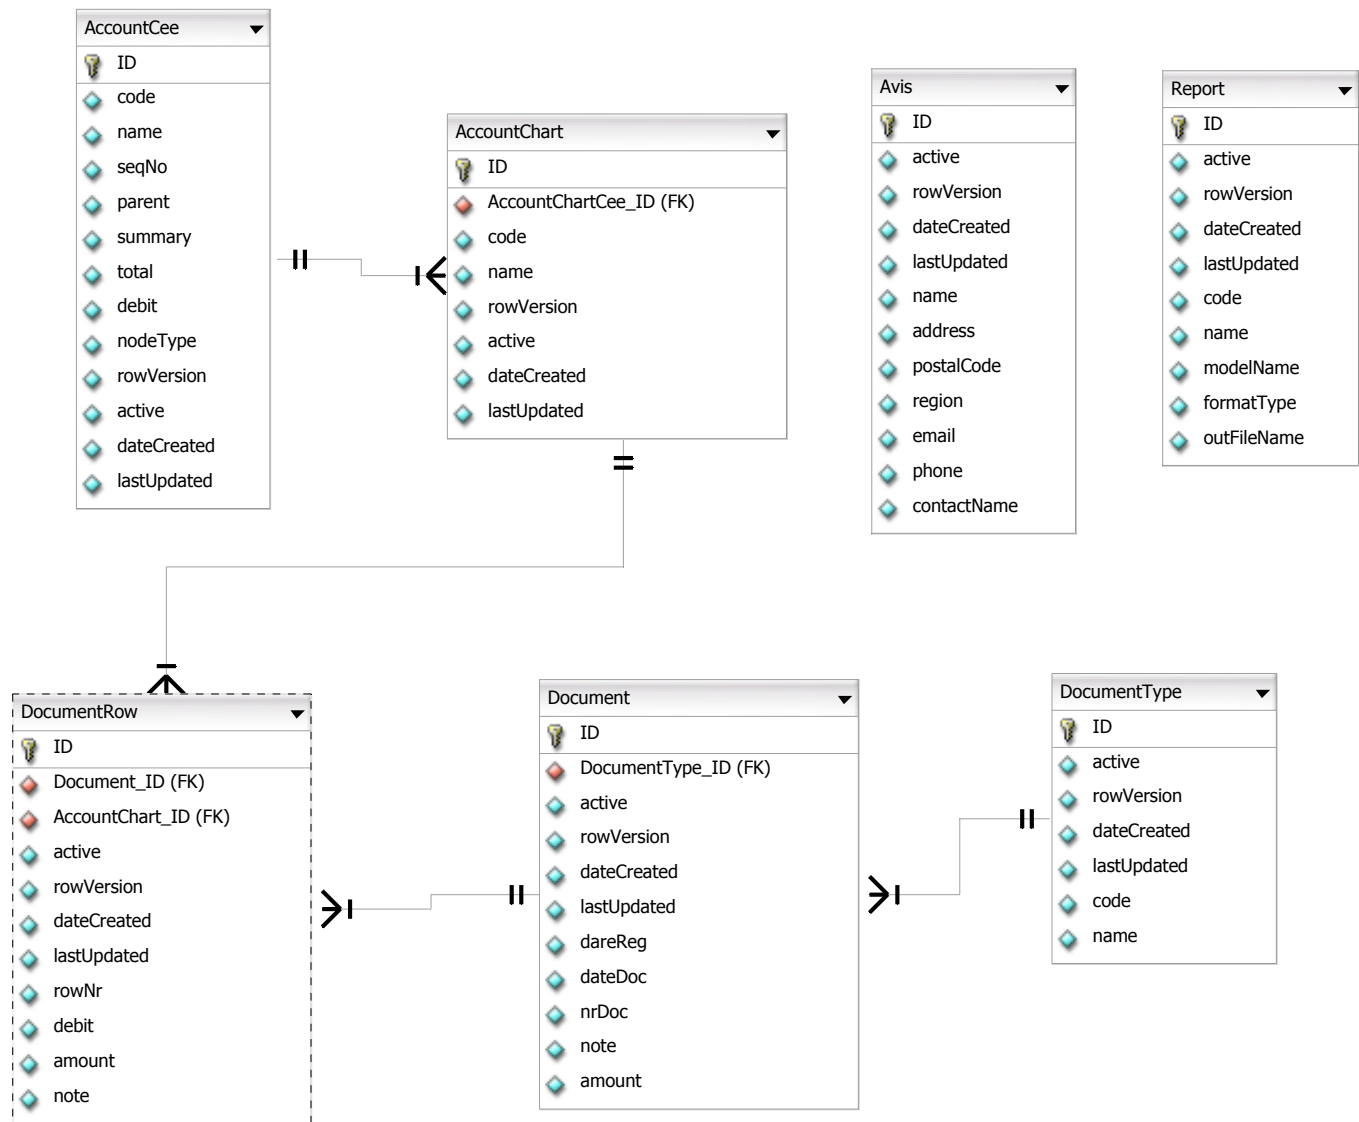 AccountCee
ID
code
name
seqNo
parent
summary
total
debit
nodeType
rowVersion
active
dateCreated
lastUpdated
AccountChart
ID
AccountChartCee_ID (FK)
code
name
rowVersion
active
dateCreated
lastUpdated
Avis
ID
active
rowVersion
dateCreated
lastUpdated
name
address
postalCode
region
email
phone
contactName
Report
ID
active
rowVersion
dateCreated
lastUpdated
code
name
modelName
formatType
outFileName
DocumentRow
ID
Document_ID (FK)
AccountChart_ID (FK)
active
rowVersion
dateCreated
lastUpdated
rowNr
debit
amount
note
Document
ID
DocumentType_ID (FK)
active
rowVersion
dateCreated
lastUpdated
dareReg
dateDoc
nrDoc
note
amount
DocumentType
ID
active
rowVersion
dateCreated
lastUpdated
code
name